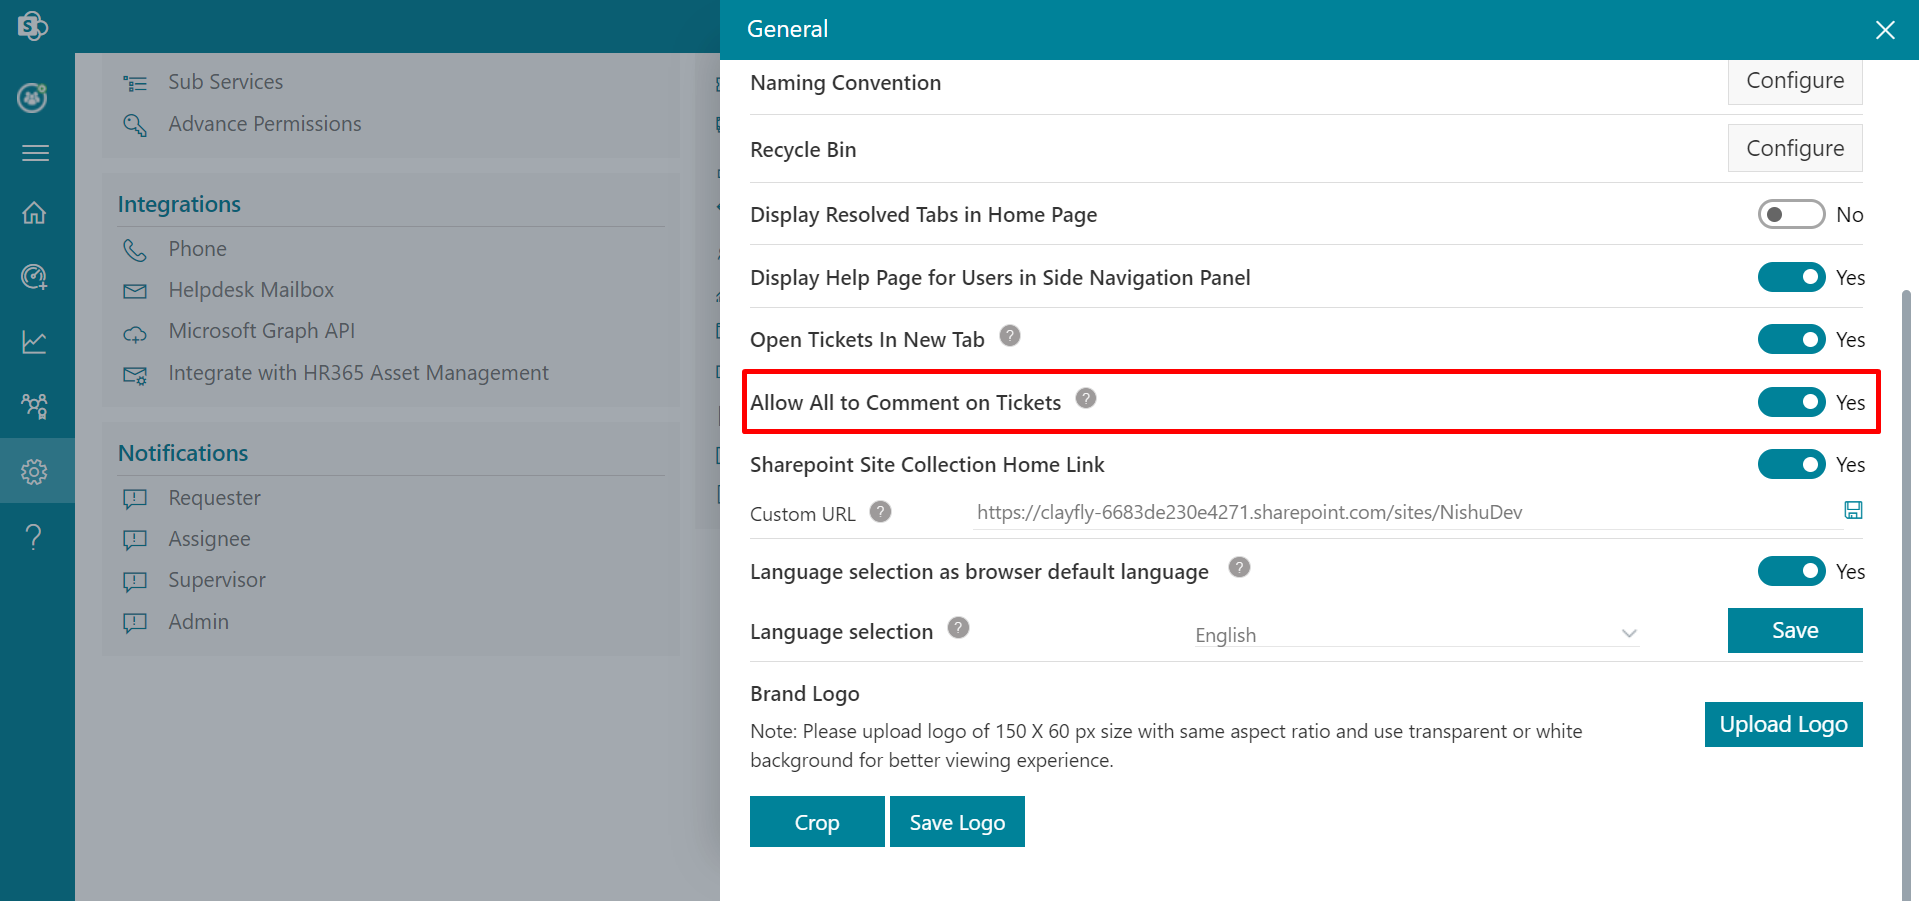 S
Sub Services
Advance Permissions
Integrations
Phone
Helpdesk Mailbox
Microsoft Graph API
Integrate with HR365 Asset Management
Notifications
Requester
Assignee
Supervisor
Admin
General
Naming Convention
Configure
Recycle Bin
Configure
Display Resolved Tabs in Home Page
No
Display Help Page for Users in Side Navigation Panel
Yes
Open Tickets In New Tab ?
Yes
Allow All to Comment on Tickets ?
Yes
Sharepoint Site Collection Home Link
Yes
Custom URL ?
https://clayfly-6683de230e4271.sharepoint.com/sites/NishuDev
Language selection as browser default language ?
Yes
Language selection ?
English
Save
Brand Logo
Note: Please upload logo of 150 X 60 px size with same aspect ratio and use transparent or white
background for better viewing experience.
Upload Logo
Crop
Save Logo